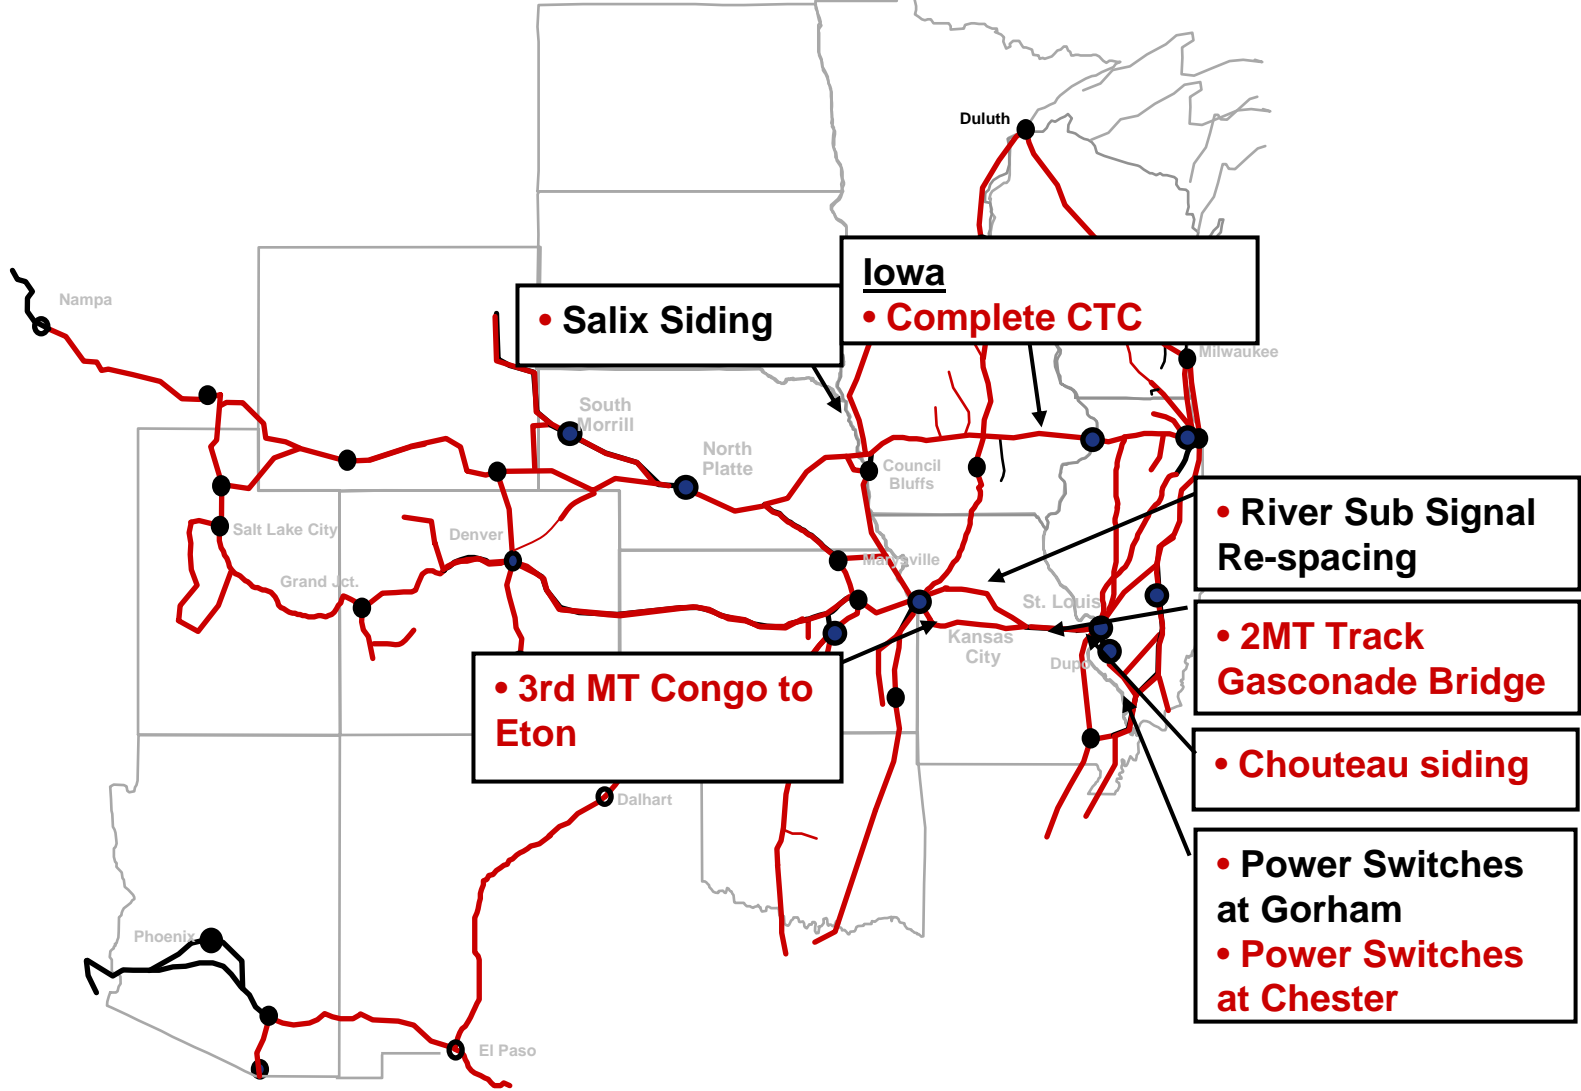 Duluth
Iowa
• Complete CTC
• Salix Siding
Nampa
Milwaukee
South
Morrill
North
Platte
Council
Bluffs
• River Sub Signal
Re-spacing
Salt Lake City
Denver
Marysville
Grand Jct.
St. Louis
Kansas
City
Dupo
• 2MT Track
Gasconade Bridge
• 3rd MT Congo to
Eton
• Chouteau siding
Dalhart
• Power Switches
at Gorham
• Power Switches
at Chester
Phoenix
El Paso